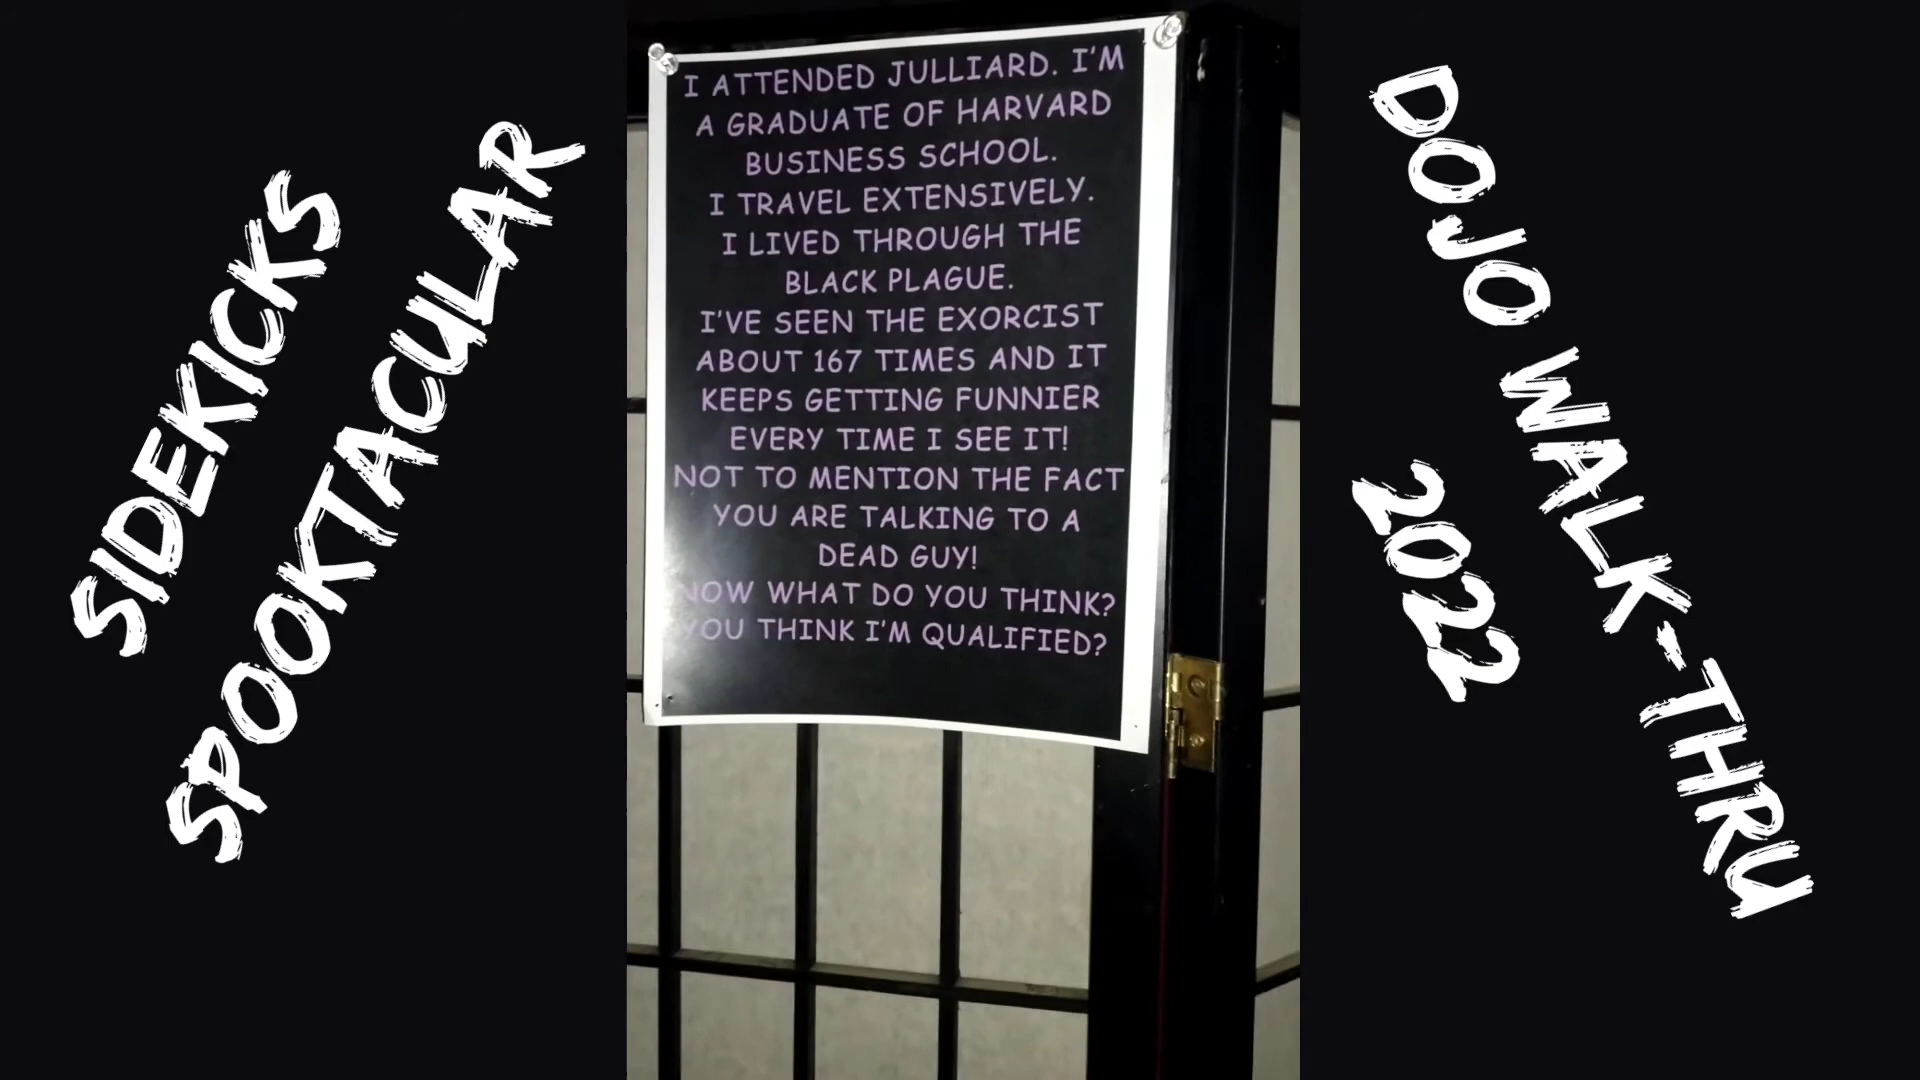 SIDEKICKS
SPOOKTACULAR
I ATTENDED JULLIARD. I'M
A GRADUATE OF HARVARD
BUSINESS SCHOOL.
I TRAVEL EXTENSIVELY.
I LIVED THROUGH THE
BLACK PLAGUE.
I'VE SEEN THE EXORCIST
ABOUT 167 TIMES AND IT
KEEPS GETTING FUNNIER
EVERY TIME I SEE IT!
NOT TO MENTION THE FACT
YOU ARE TALKING TO A
DEAD GUY!
NOW WHAT DO YOU THINK?
YOU THINK I'M QUALIFIED?
DOJO WALK-THRU
2022